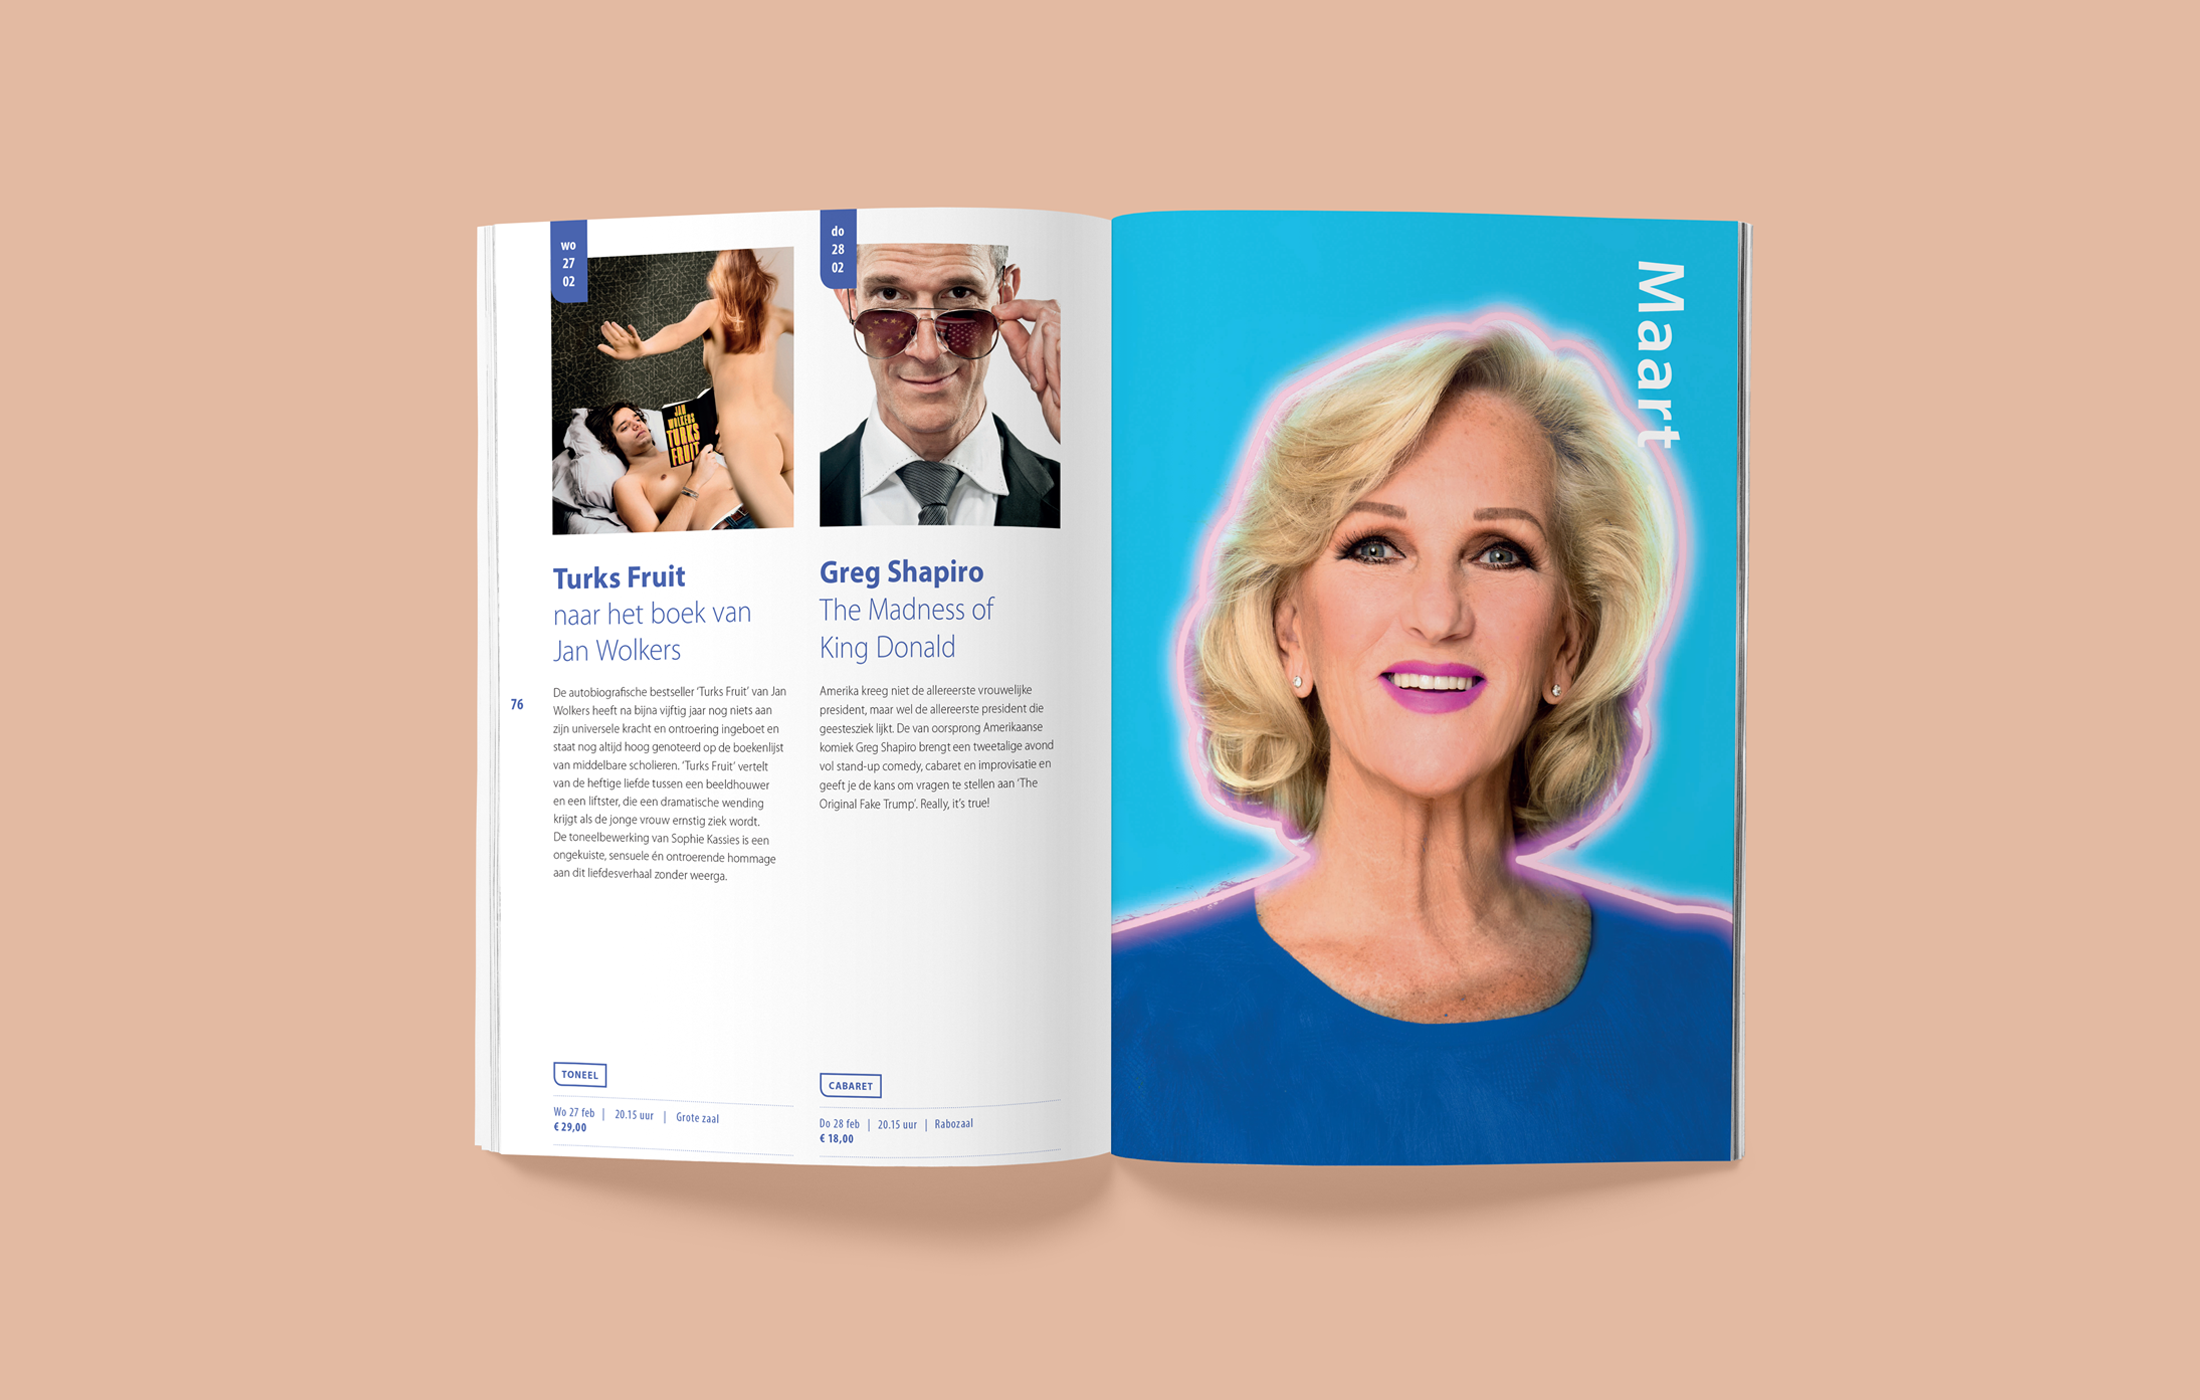 wo
27
02
JAN
WOLKERS
TURKS
FRUIT
Turks Fruit
naar het boek van
Jan Wolkers
De autobiografische bestseller ‘Turks Fruit’ van Jan
Wolkers heeft na bijna vijftig jaar nog niets aan
zijn universele kracht en ontroering ingeboet en
staat nog altijd hoog genoteerd op de boekenlijst
van middelbare scholieren. ‘Turks Fruit’ vertelt
van de heftige liefde tussen een beeldhouwer
en een liftster, die een dramatische wending
krijgt als de jonge vrouw ernstig ziek wordt.
De toneelbewerking van Sophie Kassies is een
ongekuiste, sensuele én ontroerende hommage
aan dit liefdesverhaal zonder weerga.
76
TONEEL
Wo 27 feb | 20.15 uur | Grote zaal
€ 29,00
do
28
02
Greg Shapiro
The Madness of
King Donald
Amerika kreeg niet de allereerste vrouwelijke
president, maar wel de allereerste president die
geestesziek lijkt. De van oorsprong Amerikaanse
komiek Greg Shapiro brengt een tweetalige avond
vol stand-up comedy, cabaret en improvisatie en
geeft je de kans om vragen te stellen aan ‘The
Original Fake Trump’. Really, it’s true!
CABARET
Do 28 feb | 20.15 uur | Rabozaal
€ 18,00
Maart